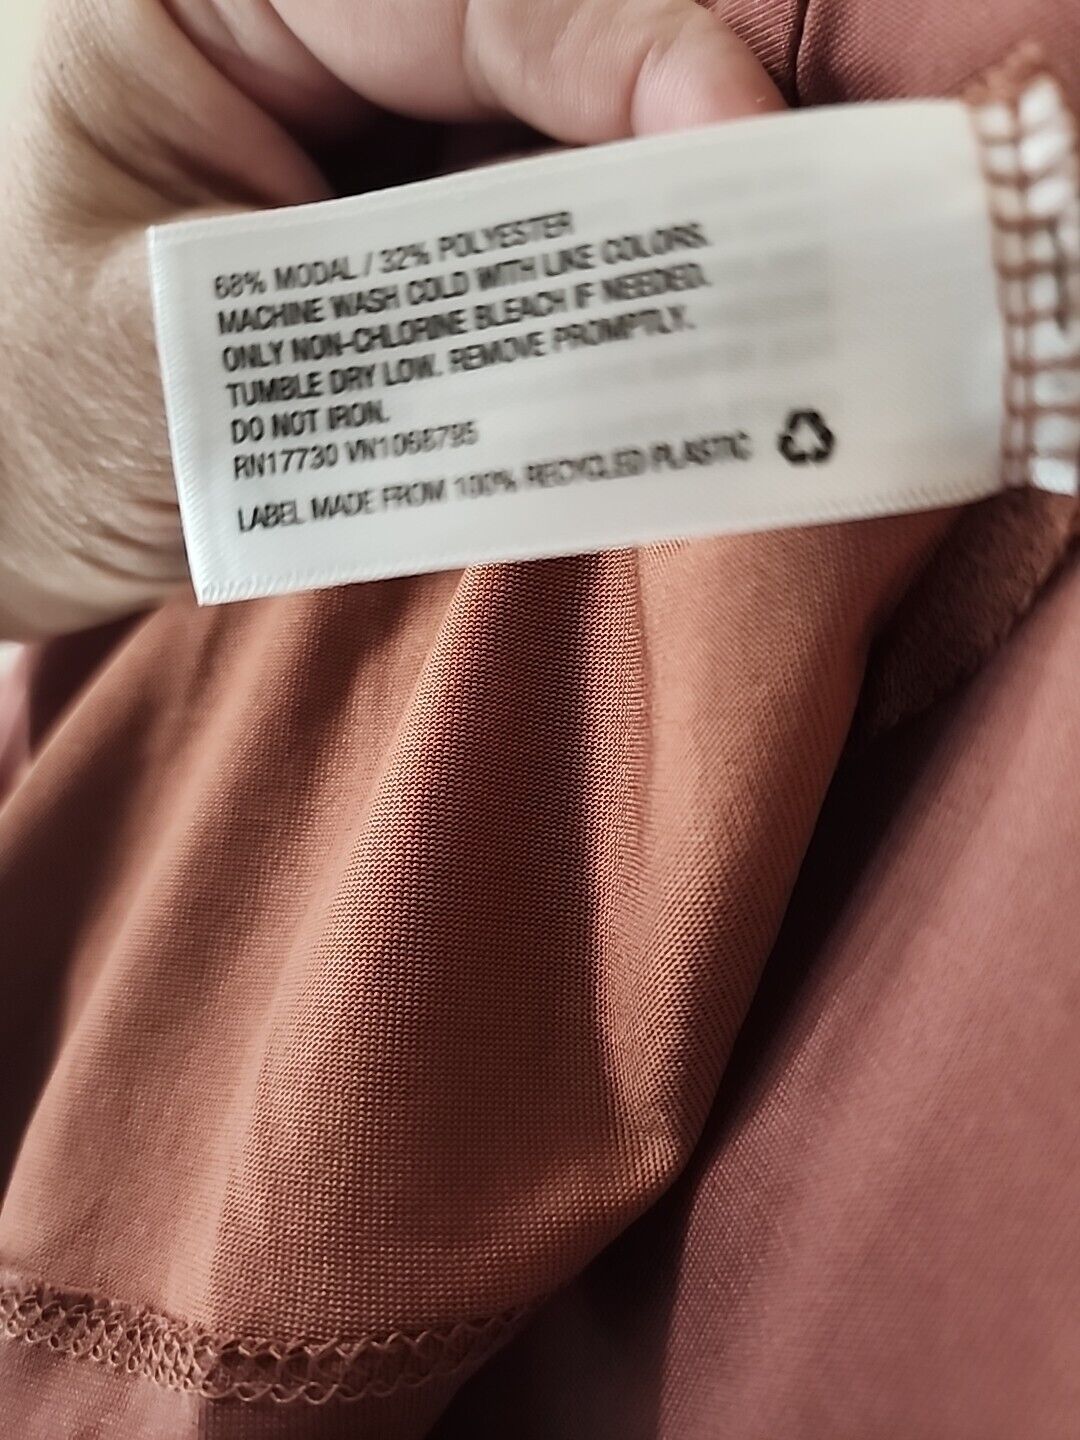 68% MODAL / 32% POLYESTER
MACHINE WASH COLD WITH LIKE COLORS.
ONLY NON-CHLORINE BLEACH IF NEEDED.
TUMBLE DRY LOW. REMOVE PROMPTLY.
DO NOT IRON.
RN17730 VN1068795
LABEL MADE FROM 100% RECYCLED PLASTIC